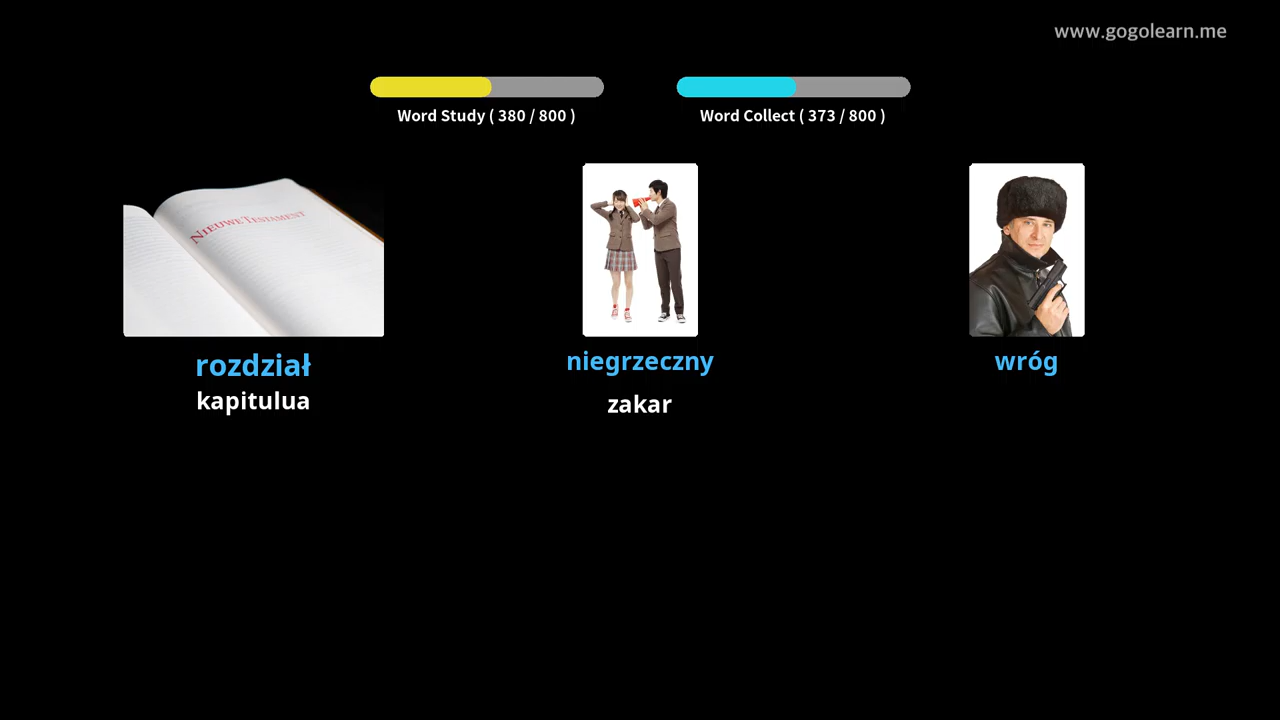 www.gogolearn.me
Word Study ( 380 / 800 )
Word Collect ( 373 / 800 )
NIEUWE TESTAMENT
rozdział
kapitulua
niegrzeczny
zakar
wróg